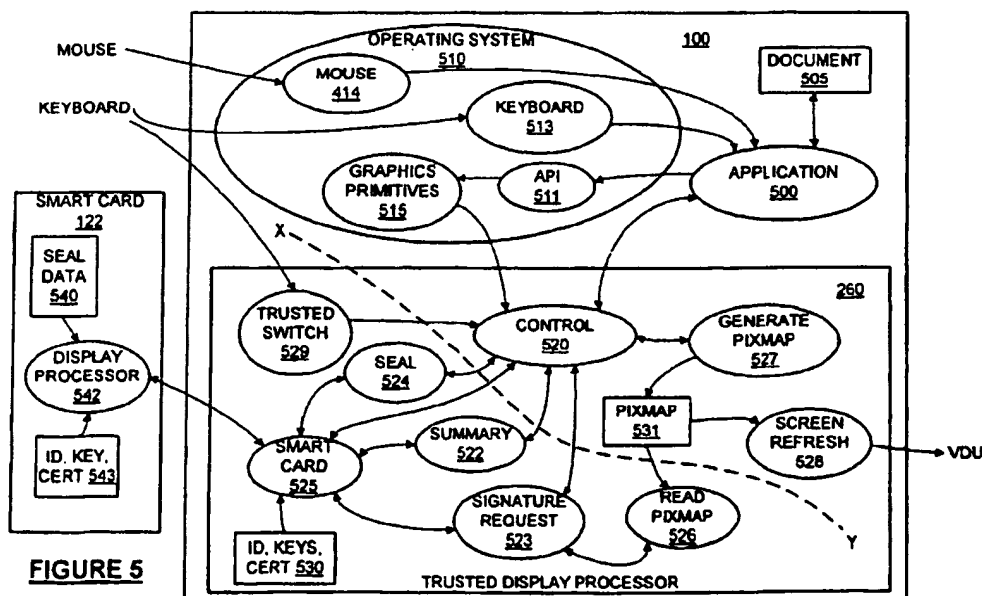 OPERATING SYSTEM
510
100
MOUSE
MOUSE
414
DOCUMENT
505
KEYBOARD
KEYBOARD
513
GRAPHICS
PRIMITIVES
515
API
511
APPLICATION
500
SMART CARD
122
SEAL
DATA
540
DISPLAY
PROCESSOR
542
ID, KEY,
CERT 543
X
260
TRUSTED
SWITCH
529
CONTROL
520
GENERATE
PIXMAP
527
SEAL
524
PIXMAP
531
SCREEN
REFRESH
528
VDU
SMART
CARD
525
SUMMARY
522
SIGNATURE
REQUEST
523
READ
PIXMAP
526
Y
ID, KEYS,
CERT 530
TRUSTED DISPLAY PROCESSOR
FIGURE 5